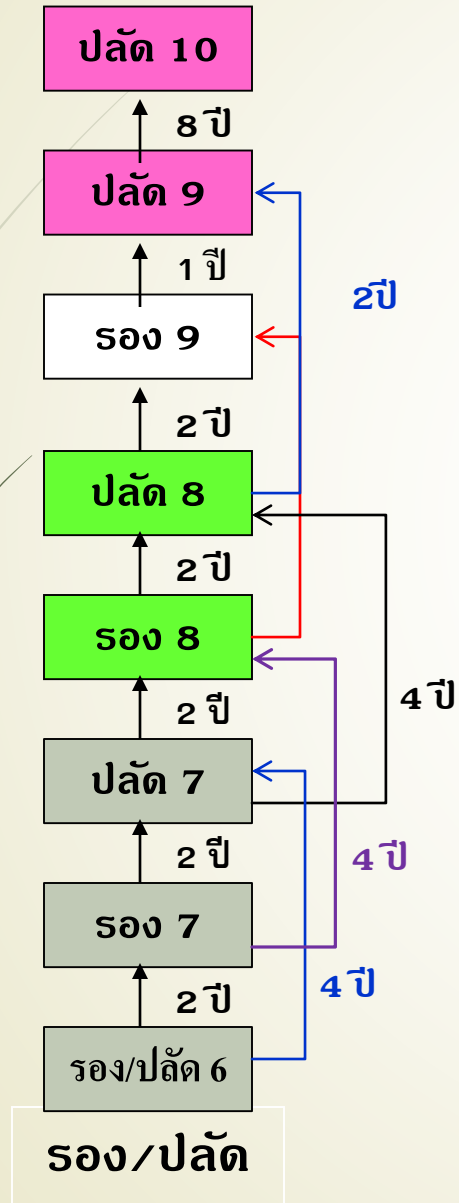 ปลัด 10
8 ปี
ปลัด 9
1 ปี
2ปี
รอง 9
2 ปี
ปลัด 8
2 ปี
รอง 8
4 ปี
2 ปี
ปลัด 7
2 ปี
4 ปี
รอง 7
4 ปี
2 ปี
รอง/ปลัด 6
รอง/ปลัด